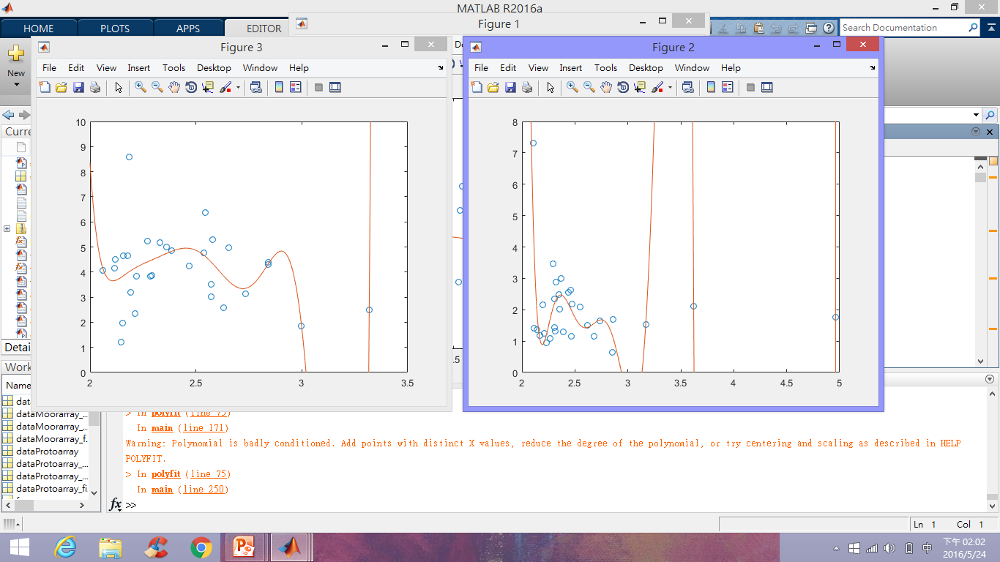 MATLAB R2016a
HOME
PLOTS
APPS
EDITOR
Search Documentation
New
Figure 1
Figure 3
File Edit View Insert Tools Desktop Window Help
10
9
8
7
6
5
4
3
2
1
0
2 2.5 3 3.5
Figure 2
File Edit View Insert Tools Desktop Window Help
8
7
6
5
4
3
2
1
0
2 2.5 3 3.5 4 4.5 5
.5
Curre
Detai
Work
Name
dat
dataMoorarray_...
dataMoorarray_...
dataMoorarray_f.
dataProtoarray
dataProtoarray_...
dataProtoarray_...
dataProtoarray_fi
> In polyfit (line 75)
In main (line 171)
Warning: Polynomial is badly conditioned. Add points with distinct X values, reduce the degree of the polynomial, or try centering and scaling as described in HELP
POLYFIT.
> In polyfit (line 75)
In main (line 250)
fx >>
Ln 1 Col 1
中
下午 02:02
2016/5/24